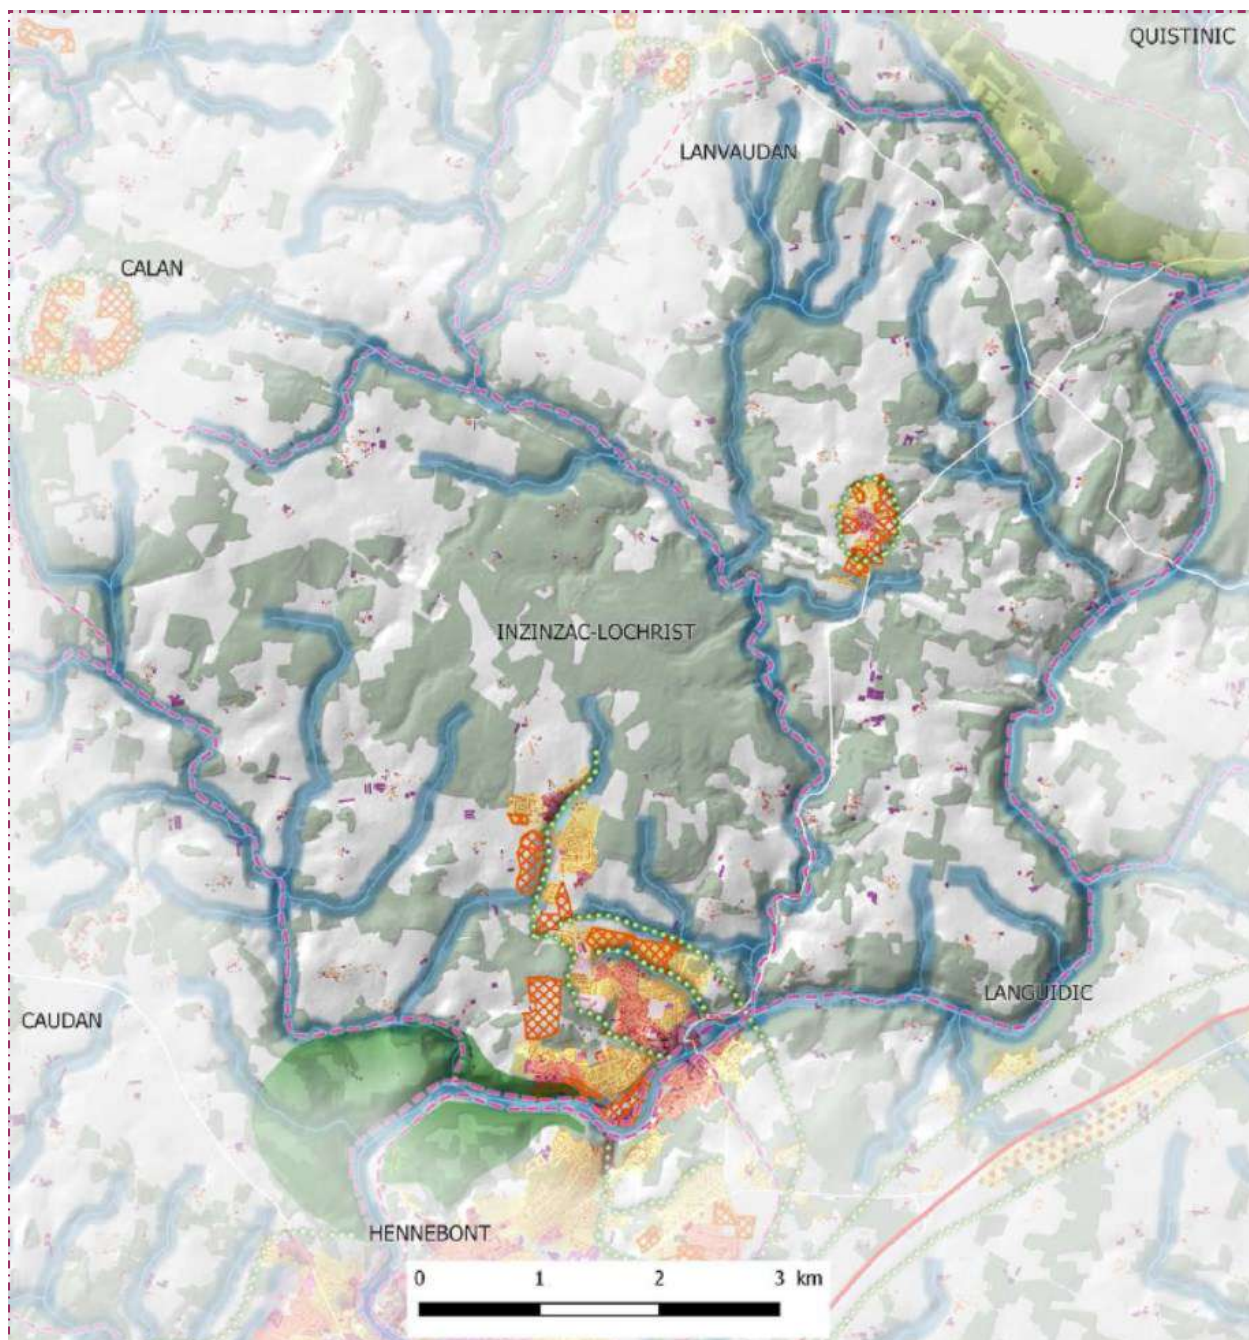 QUISTINIC
LANVAUDAN
CALAN
INZINZAC-LOCHRIST
LANGUIDIC
CAUDAN
HENNEBONT
0 1 2 3 km